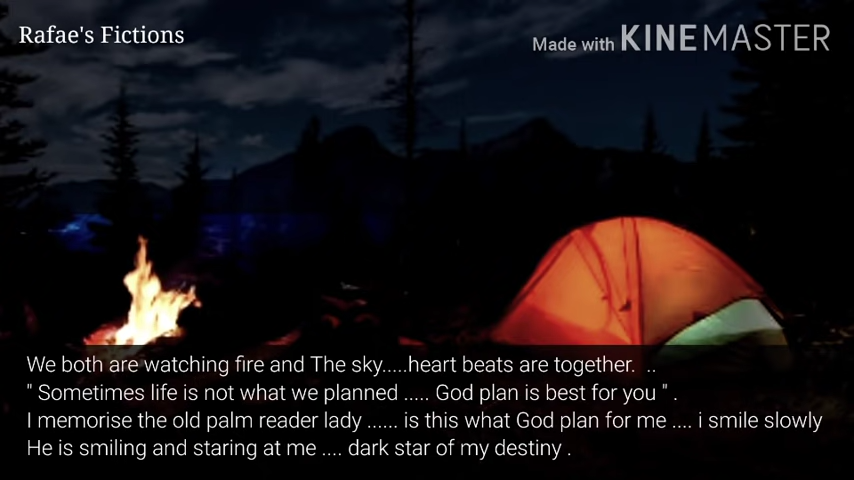 Rafae's Fictions
Made with KINEMASTER
We both are watching fire and The sky.....heart beats are together.  ..
" Sometimes life is not what we planned ..... God plan is best for you " .
I memorise the old palm reader lady ...... is this what God plan for me .... i smile slowly
He is smiling and staring at me .... dark star of my destiny .